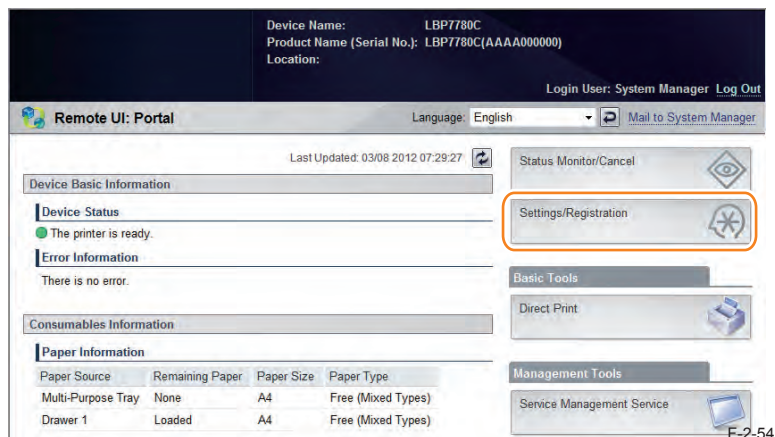 Device Name: LBP7780C
Product Name (Serial No.): LBP7780C(AAAA000000)
Location:
Login User: System Manager Log Out
Remote UI: Portal
Language: English
Mail to System Manager
Last Updated: 03/08 2012 07:29:27
Device Basic Information
Device Status
The printer is ready.
Error Information
There is no error.
Consumables Information
Paper Information
Paper Source Remaining Paper Paper Size Paper Type
Multi-Purpose Tray None A4 Free (Mixed Types)
Drawer 1 Loaded A4 Free (Mixed Types)
Status Monitor/Cancel
Settings/Registration
Basic Tools
Direct Print
Management Tools
Service Management Service
F-2-54